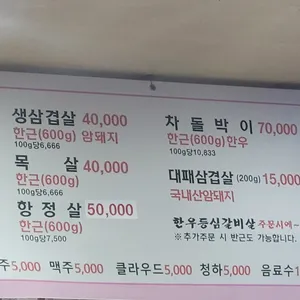 생삼겹살 40,000
한근(600g) 암돼지
100g당6,666
목 살 40,000
한근(600g)
100g당6,666
항정살 50,000
한근(600g)
100g당7,500
차돌박이 70,000
한근(600g)한우
100g당10,833
대패삼겹살 (200g) 15,000
국내산암돼지
한우등심갈비살 주문시에~
※추가주문 시 반근도 가능합니다.
주5,000 맥주5,000 클라우드5,000 청하5,000 음료수1